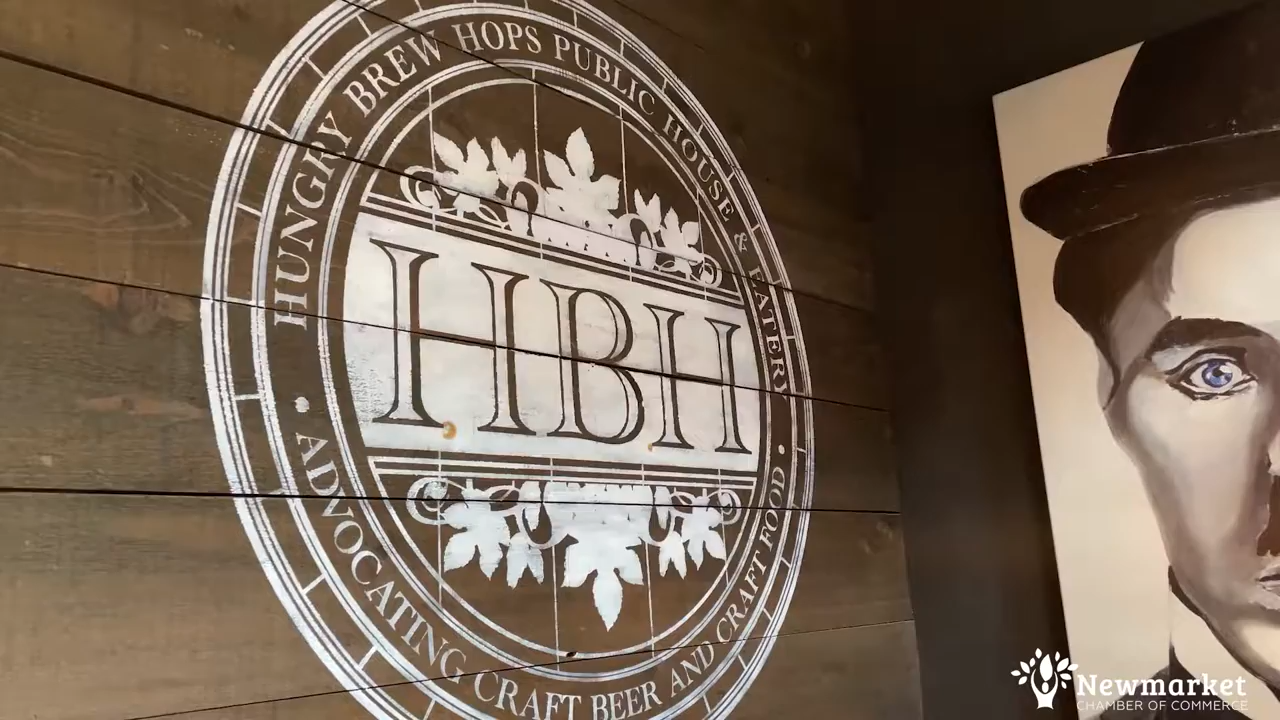 HUNGRY BREW HOPS PUBLIC HOUSE & EATERY
HBH
• ADVOCATING CRAFT BEER AND CRAFT FOOD •
Newmarket
CHAMBER OF COMMERCE